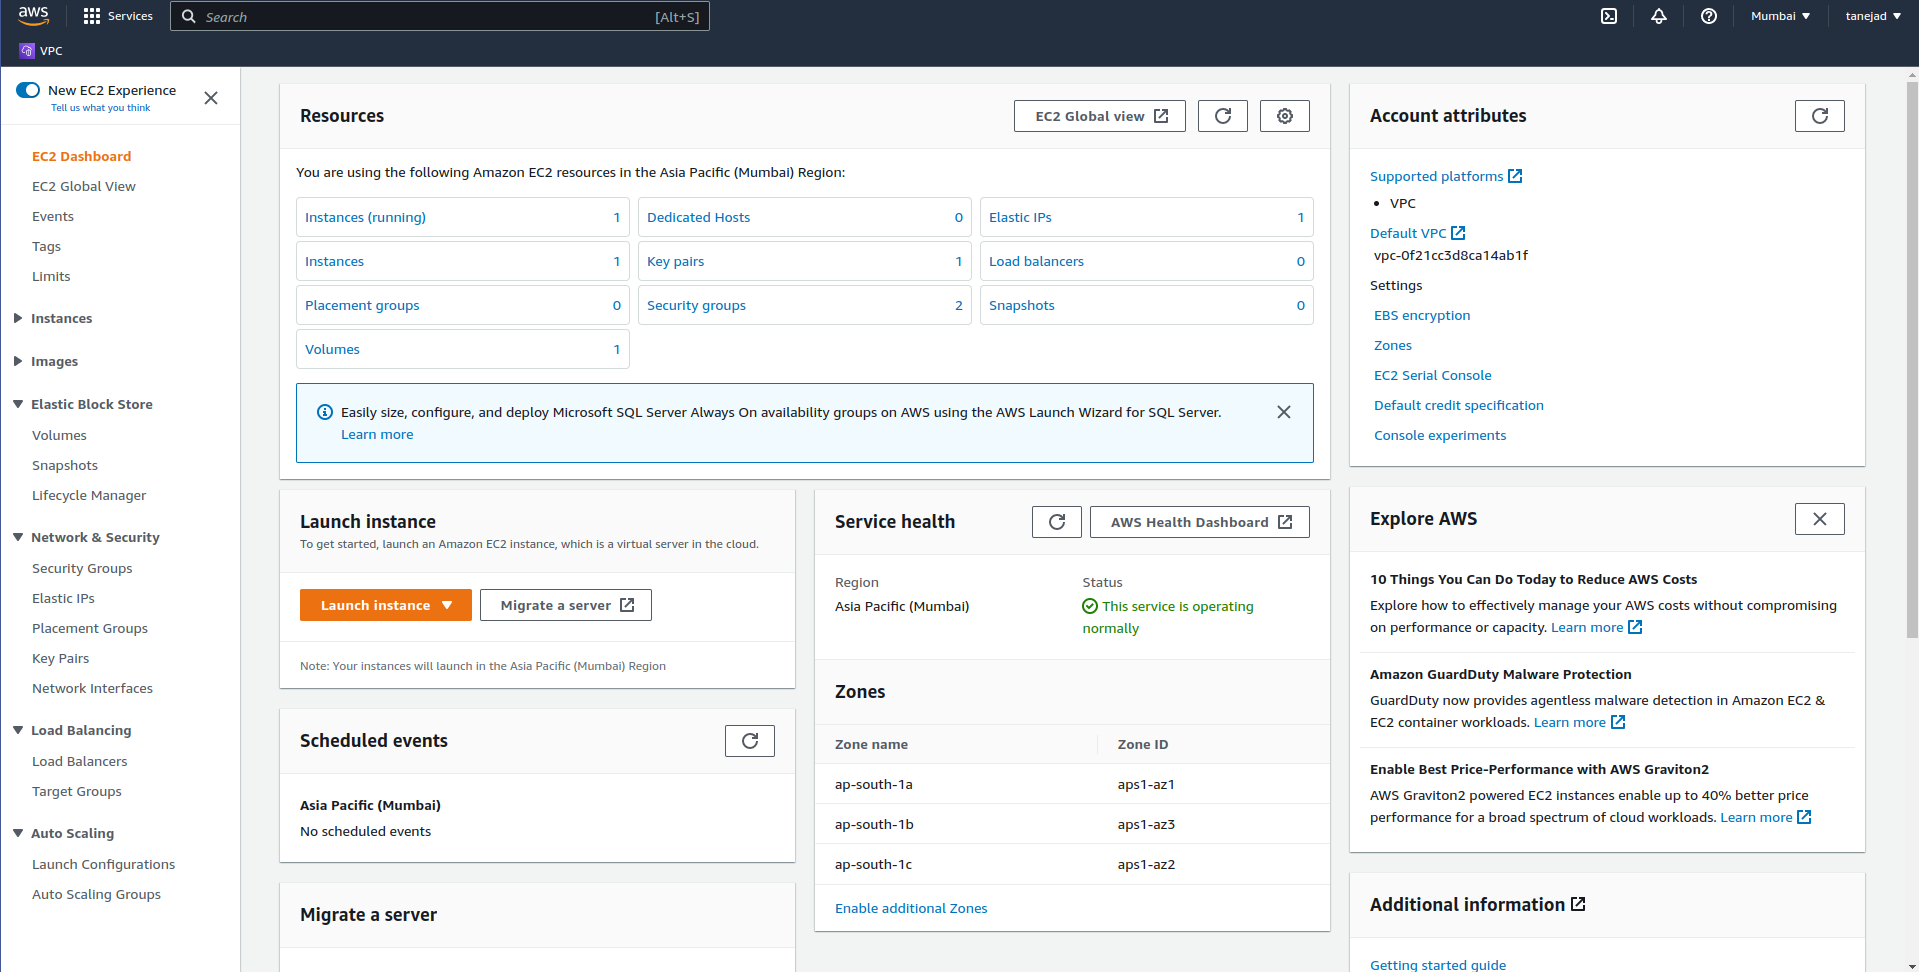 aws
Services
Search
[Alt+S]
Mumbai ▼
tanejad ▼
VPC
New EC2 Experience
Tell us what you think
EC2 Dashboard
EC2 Global View
Events
Tags
Limits
Instances
Images
Elastic Block Store
Volumes
Snapshots
Lifecycle Manager
Network & Security
Security Groups
Elastic IPs
Placement Groups
Key Pairs
Network Interfaces
Load Balancing
Load Balancers
Target Groups
Auto Scaling
Launch Configurations
Auto Scaling Groups
Resources
EC2 Global view
You are using the following Amazon EC2 resources in the Asia Pacific (Mumbai) Region:
Instances (running) 1
Dedicated Hosts 0
Elastic IPs 1
Instances 1
Key pairs 1
Load balancers 0
Placement groups 0
Security groups 2
Snapshots 0
Volumes 1
Easily size, configure, and deploy Microsoft SQL Server Always On availability groups on AWS using the AWS Launch Wizard for SQL Server.
Learn more
Launch instance
To get started, launch an Amazon EC2 instance, which is a virtual server in the cloud.
Launch instance ▼
Migrate a server
Note: Your instances will launch in the Asia Pacific (Mumbai) Region
Scheduled events
Asia Pacific (Mumbai)
No scheduled events
Migrate a server
Service health
AWS Health Dashboard
Region
Asia Pacific (Mumbai)
Status
This service is operating
normally
Zones
Zone name Zone ID
ap-south-1a aps1-az1
ap-south-1b aps1-az3
ap-south-1c aps1-az2
Enable additional Zones
Account attributes
Supported platforms
• VPC
Default VPC
vpc-0f21cc3d8ca14ab1f
Settings
EBS encryption
Zones
EC2 Serial Console
Default credit specification
Console experiments
Explore AWS
10 Things You Can Do Today to Reduce AWS Costs
Explore how to effectively manage your AWS costs without compromising
on performance or capacity. Learn more
Amazon GuardDuty Malware Protection
GuardDuty now provides agentless malware detection in Amazon EC2 &
EC2 container workloads. Learn more
Enable Best Price-Performance with AWS Graviton2
AWS Graviton2 powered EC2 instances enable up to 40% better price
performance for a broad spectrum of cloud workloads. Learn more
Additional information
Getting started guide